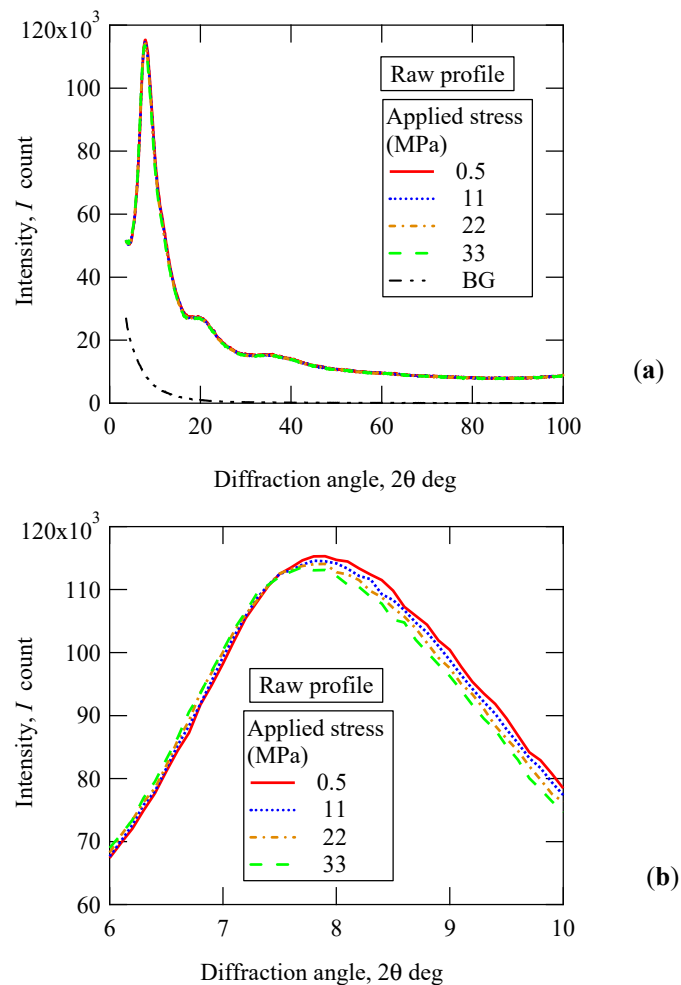 120x10³
100
80
60
40
20
0
Intensity, I count
Raw profile
Applied stress
(MPa)
0.5
11
22
33
BG
0 20 40 60 80 100
Diffraction angle, 2θ deg
(a)
120x10³
110
100
90
80
70
60
Intensity, I count
Raw profile
Applied stress
(MPa)
0.5
11
22
33
6 7 8 9 10
Diffraction angle, 2θ deg
(b)